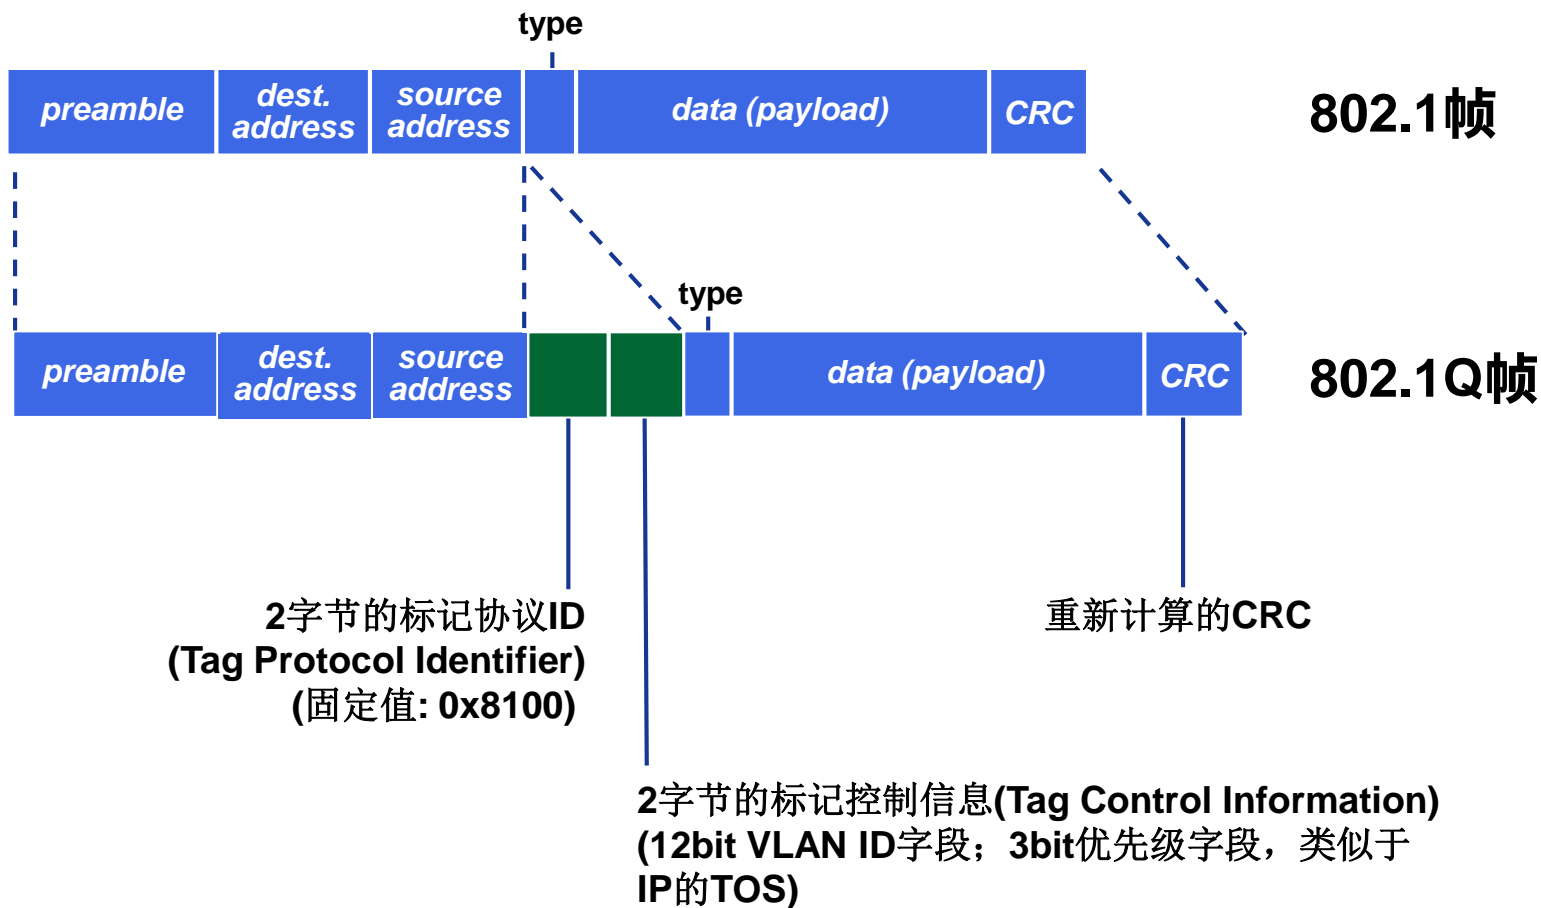 type
preamble
dest.
address
source
address
data (payload)
CRC
802.1帧
type
preamble
dest.
address
source
address
data (payload)
CRC
802.1Q帧
2字节的标记协议ID
(Tag Protocol Identifier)
(固定值: 0x8100)
重新计算的CRC
2字节的标记控制信息(Tag Control Information)
(12bit VLAN ID字段；3bit优先级字段，类似于
IP的TOS)